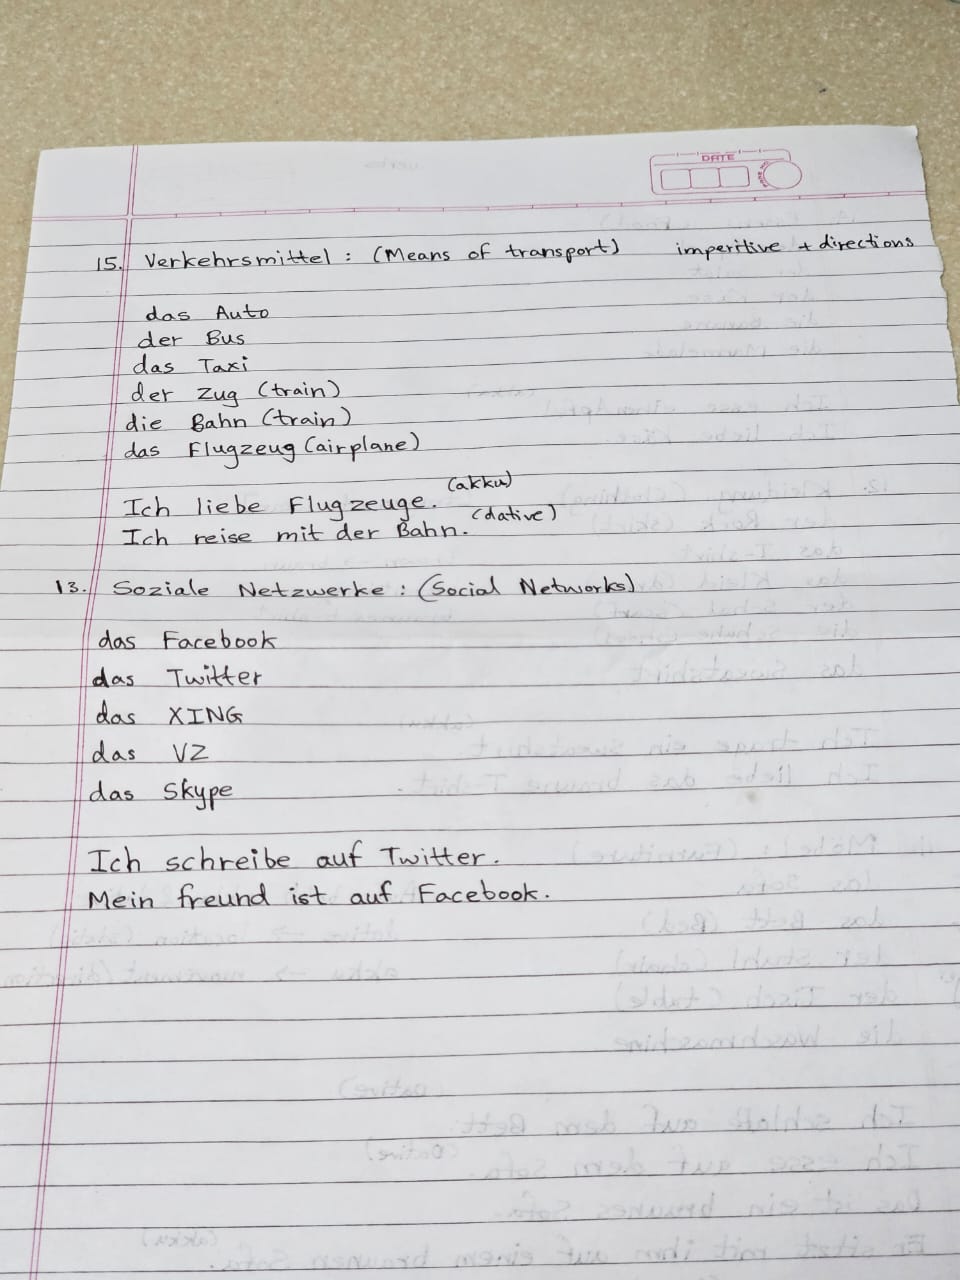 DATE
15. Verkehrsmittel : (Means of transport) imperitive + directions
das Auto
der Bus
das Taxi
der Zug (train)
die Bahn (train)
das Flugzeug (airplane)
Ich liebe Flugzeuge. (akku)
Ich reise mit der Bahn. (dative)
13. Soziale Netzwerke : (Social Networks)
das Facebook
das Twitter
das XING
das VZ
das Skype
Ich schreibe auf Twitter.
Mein freund ist auf Facebook.